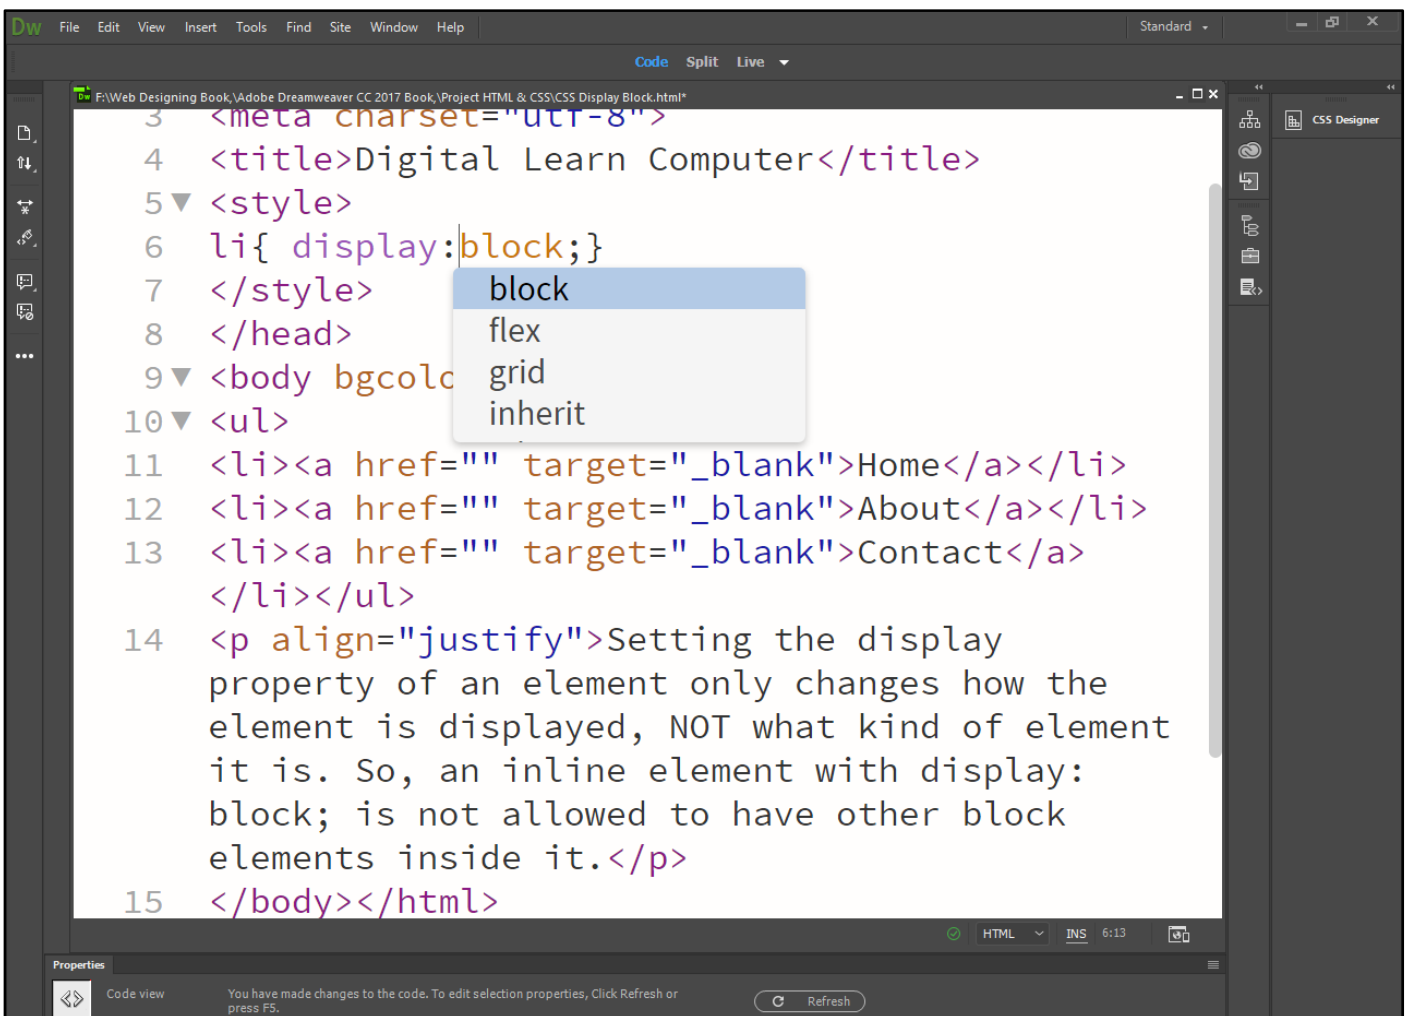 Dw File Edit View Insert Tools Find Site Window Help Standard
Code Split Live
F:\Web Designing Book,\Adobe Dreamweaver CC 2017 Book,\Project HTML & CSS\CSS Display Block.html*
CSS Designer
3 <meta charset="utf-8">
4 <title>Digital Learn Computer</title>
5 <style>
6 li{ display:block;}
7 </style>
block
8 </head>
flex
9 <body bgcolo
grid
10 <ul>
inherit
11 <li><a href="" target="_blank">Home</a></li>
12 <li><a href="" target="_blank">About</a></li>
13 <li><a href="" target="_blank">Contact</a>
</li></ul>
14 <p align="justify">Setting the display
property of an element only changes how the
element is displayed, NOT what kind of element
it is. So, an inline element with display:
block; is not allowed to have other block
elements inside it.</p>
15 </body></html>
HTML INS 6:13
Properties
Code view
You have made changes to the code. To edit selection properties, Click Refresh or
press F5.
Refresh